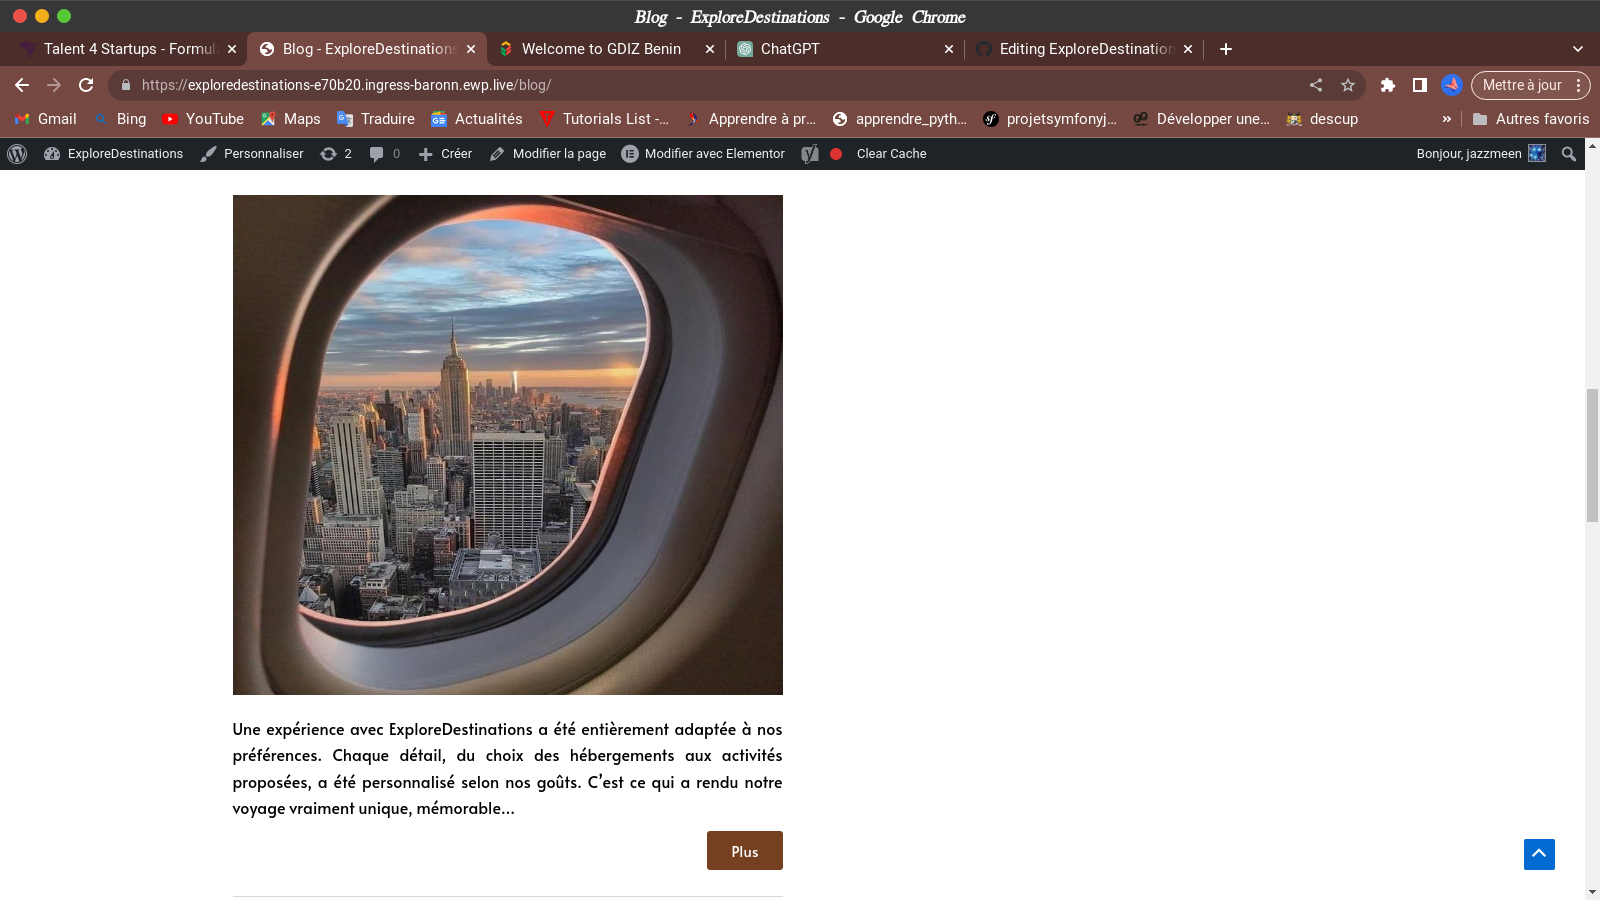 Blog - ExploreDestinations - Google Chrome
Talent 4 Startups - Formul
Blog - ExploreDestinations
Welcome to GDIZ Benin
ChatGPT
Editing ExploreDestination
https://exploredestinations-e70b20.ingress-baronn.ewp.live/blog/
Mettre à jour
Gmail
Bing
YouTube
Maps
Traduire
Actualités
Tutorials List -...
Apprendre à pr...
apprendre_pyth...
projetsymfonyj...
Développer une...
descup
»
Autres favoris
ExploreDestinations
Personnaliser
2
0
Créer
Modifier la page
Modifier avec Elementor
Clear Cache
Bonjour, jazzmeen
Une expérience avec ExploreDestinations a été entièrement adaptée à nos
préférences. Chaque détail, du choix des hébergements aux activités
proposées, a été personnalisé selon nos goûts. C’est ce qui a rendu notre
voyage vraiment unique, mémorable...
Plus